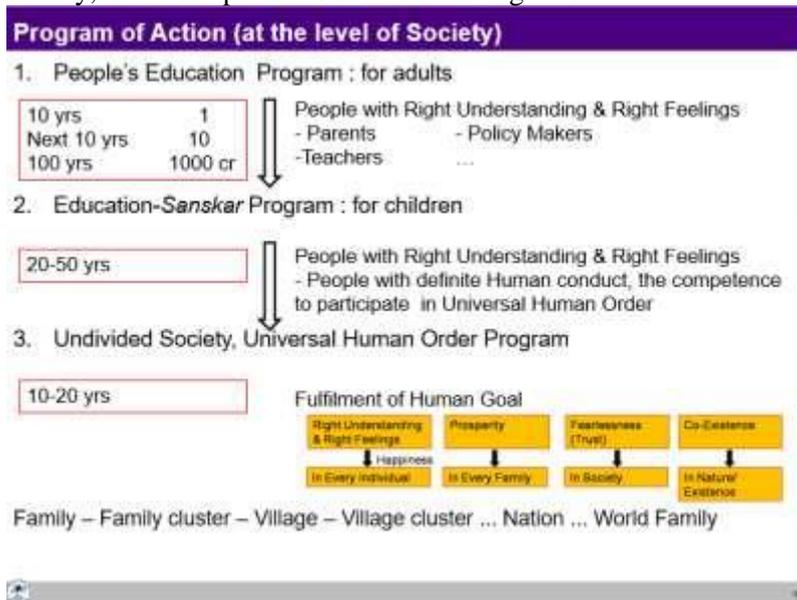 Program of Action (at the level of Society)
1. People's Education Program : for adults
10 yrs 1
Next 10 yrs 10
100 yrs 1000 cr
People with Right Understanding & Right Feelings
- Parents - Policy Makers
-Teachers ...
2. Education-Sanskar Program : for children
20-50 yrs
People with Right Understanding & Right Feelings
- People with definite Human conduct, the competence
to participate in Universal Human Order
3. Undivided Society, Universal Human Order Program
10-20 yrs
Fulfilment of Human Goal
Right Understanding
& Right Feelings
Prosperity
Fearlessness
(Trust)
Co-Existence
Happiness
In Every Individual
In Every Family
In Society
In Nature/
Existence
Family – Family cluster – Village – Village cluster ... Nation ... World Family